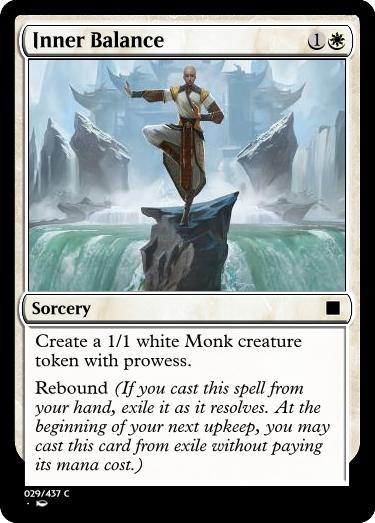 Inner Balance 1
Sorcery
Create a 1/1 white Monk creature
token with prowess.
Rebound (If you cast this spell from
your hand, exile it as it resolves. At the
beginning of your next upkeep, you may
cast this card from exile without paying
its mana cost.)
029/437 C